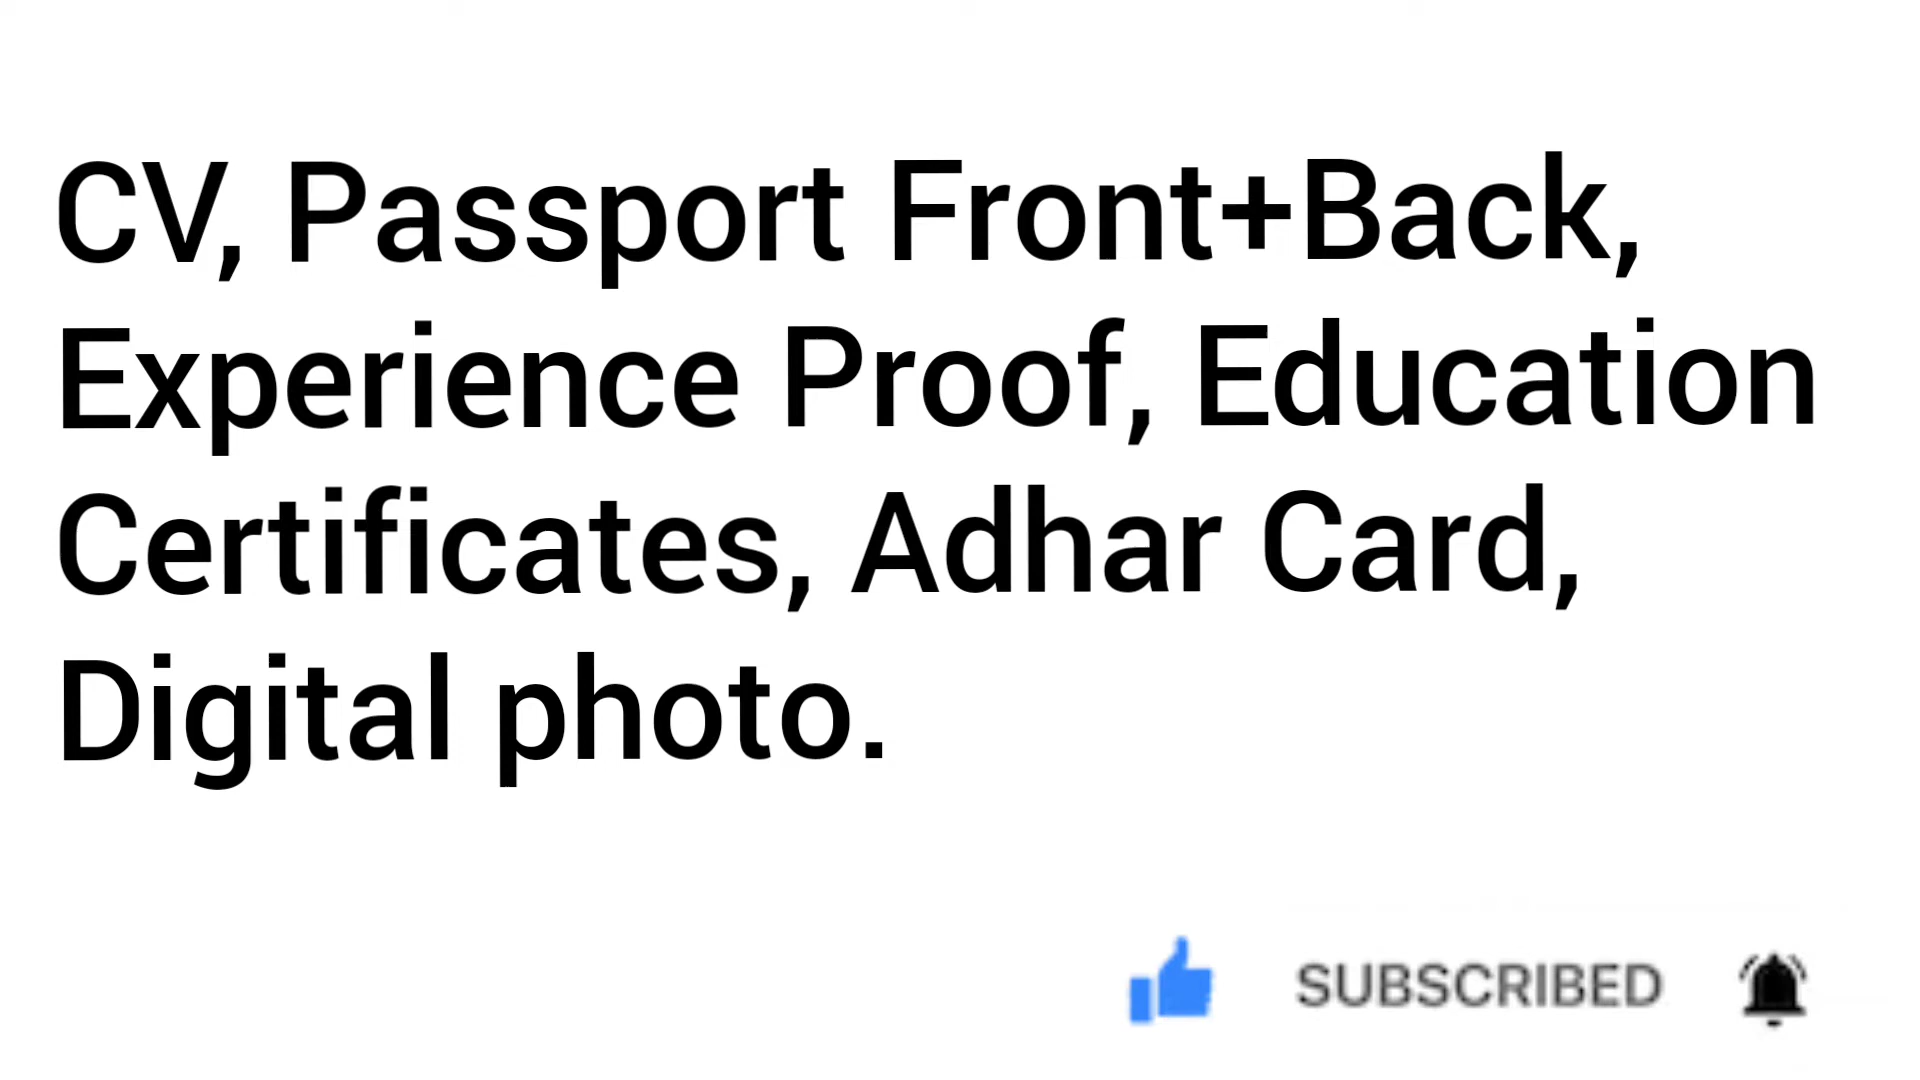 CV, Passport Front+Back,
Experience Proof, Education
Certificates, Adhar Card,
Digital photo.
SUBSCRIBED